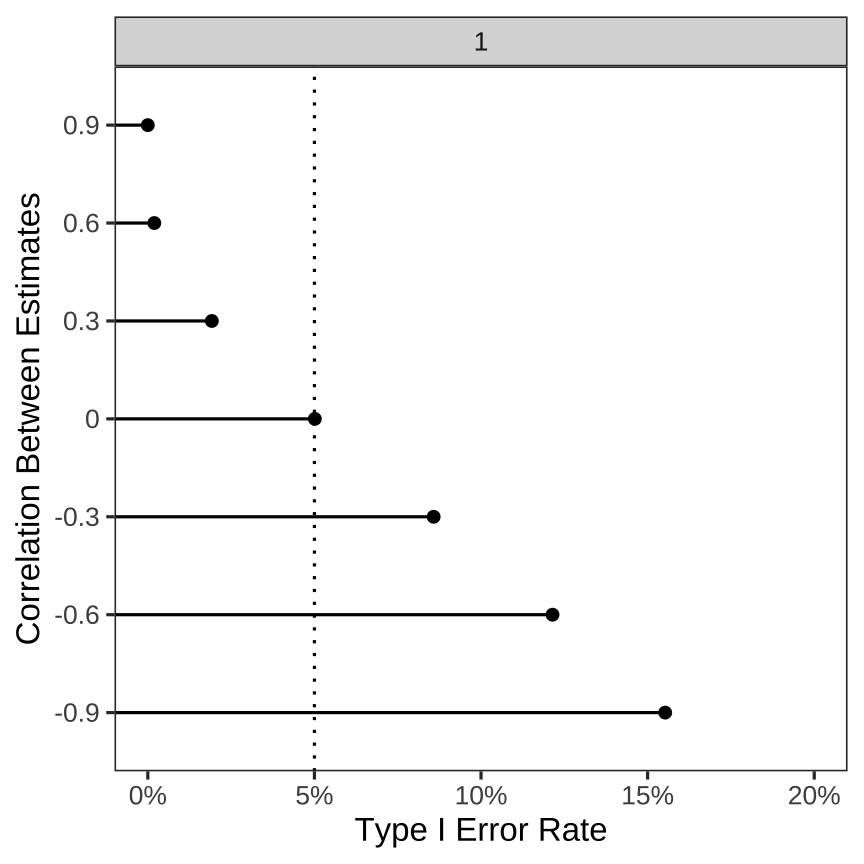 1
0.9
0.6
0.3
0
-0.3
-0.6
-0.9
Correlation Between Estimates
0% 5% 10% 15% 20%
Type I Error Rate